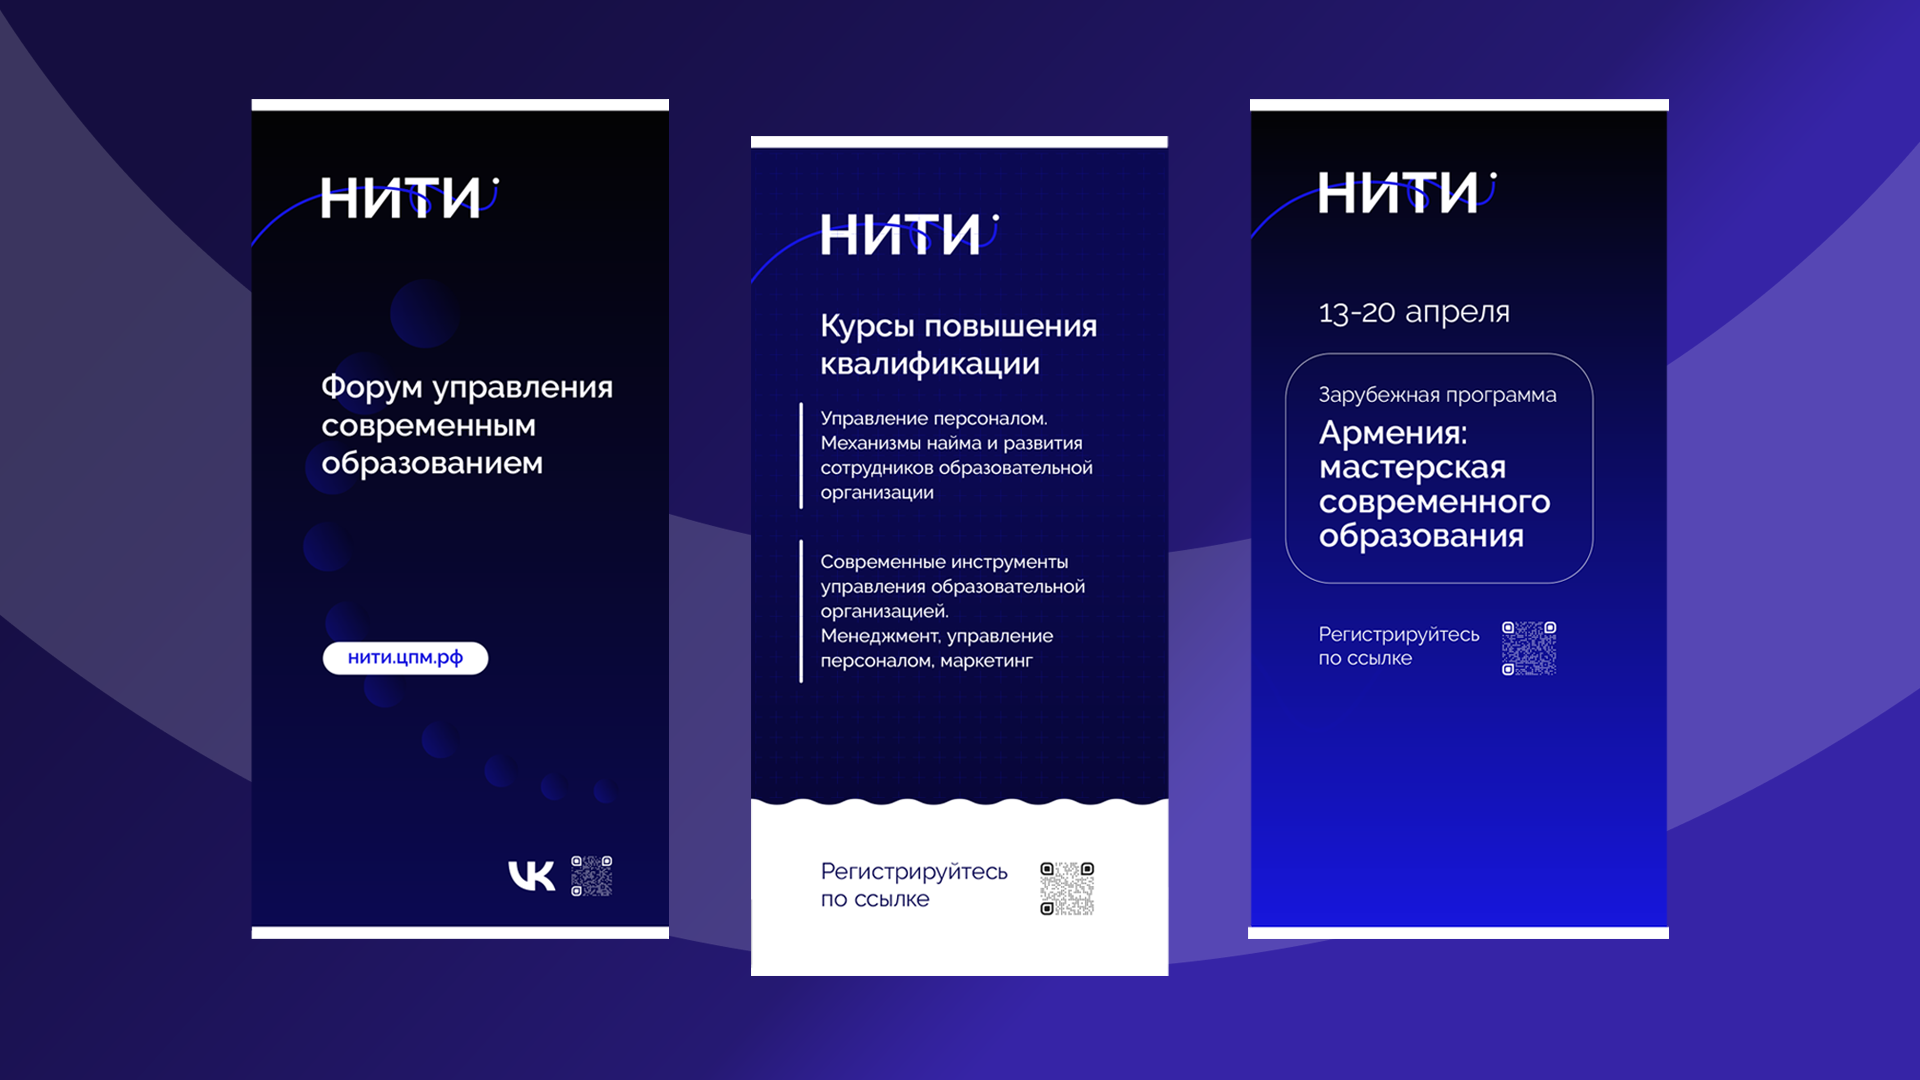 НИТИ
Форум управления
современным
образованием
нити.цпм.рф
VK
НИТИ
Курсы повышения
квалификации
Управление персоналом.
Механизмы найма и развития
сотрудников образовательной
организации
Современные инструменты
управления образовательной
организацией.
Менеджмент, управление
персоналом, маркетинг
Регистрируйтесь
по ссылке
НИТИ
13-20 апреля
Зарубежная программа
Армения:
мастерская
современного
образования
Регистрируйтесь
по ссылке